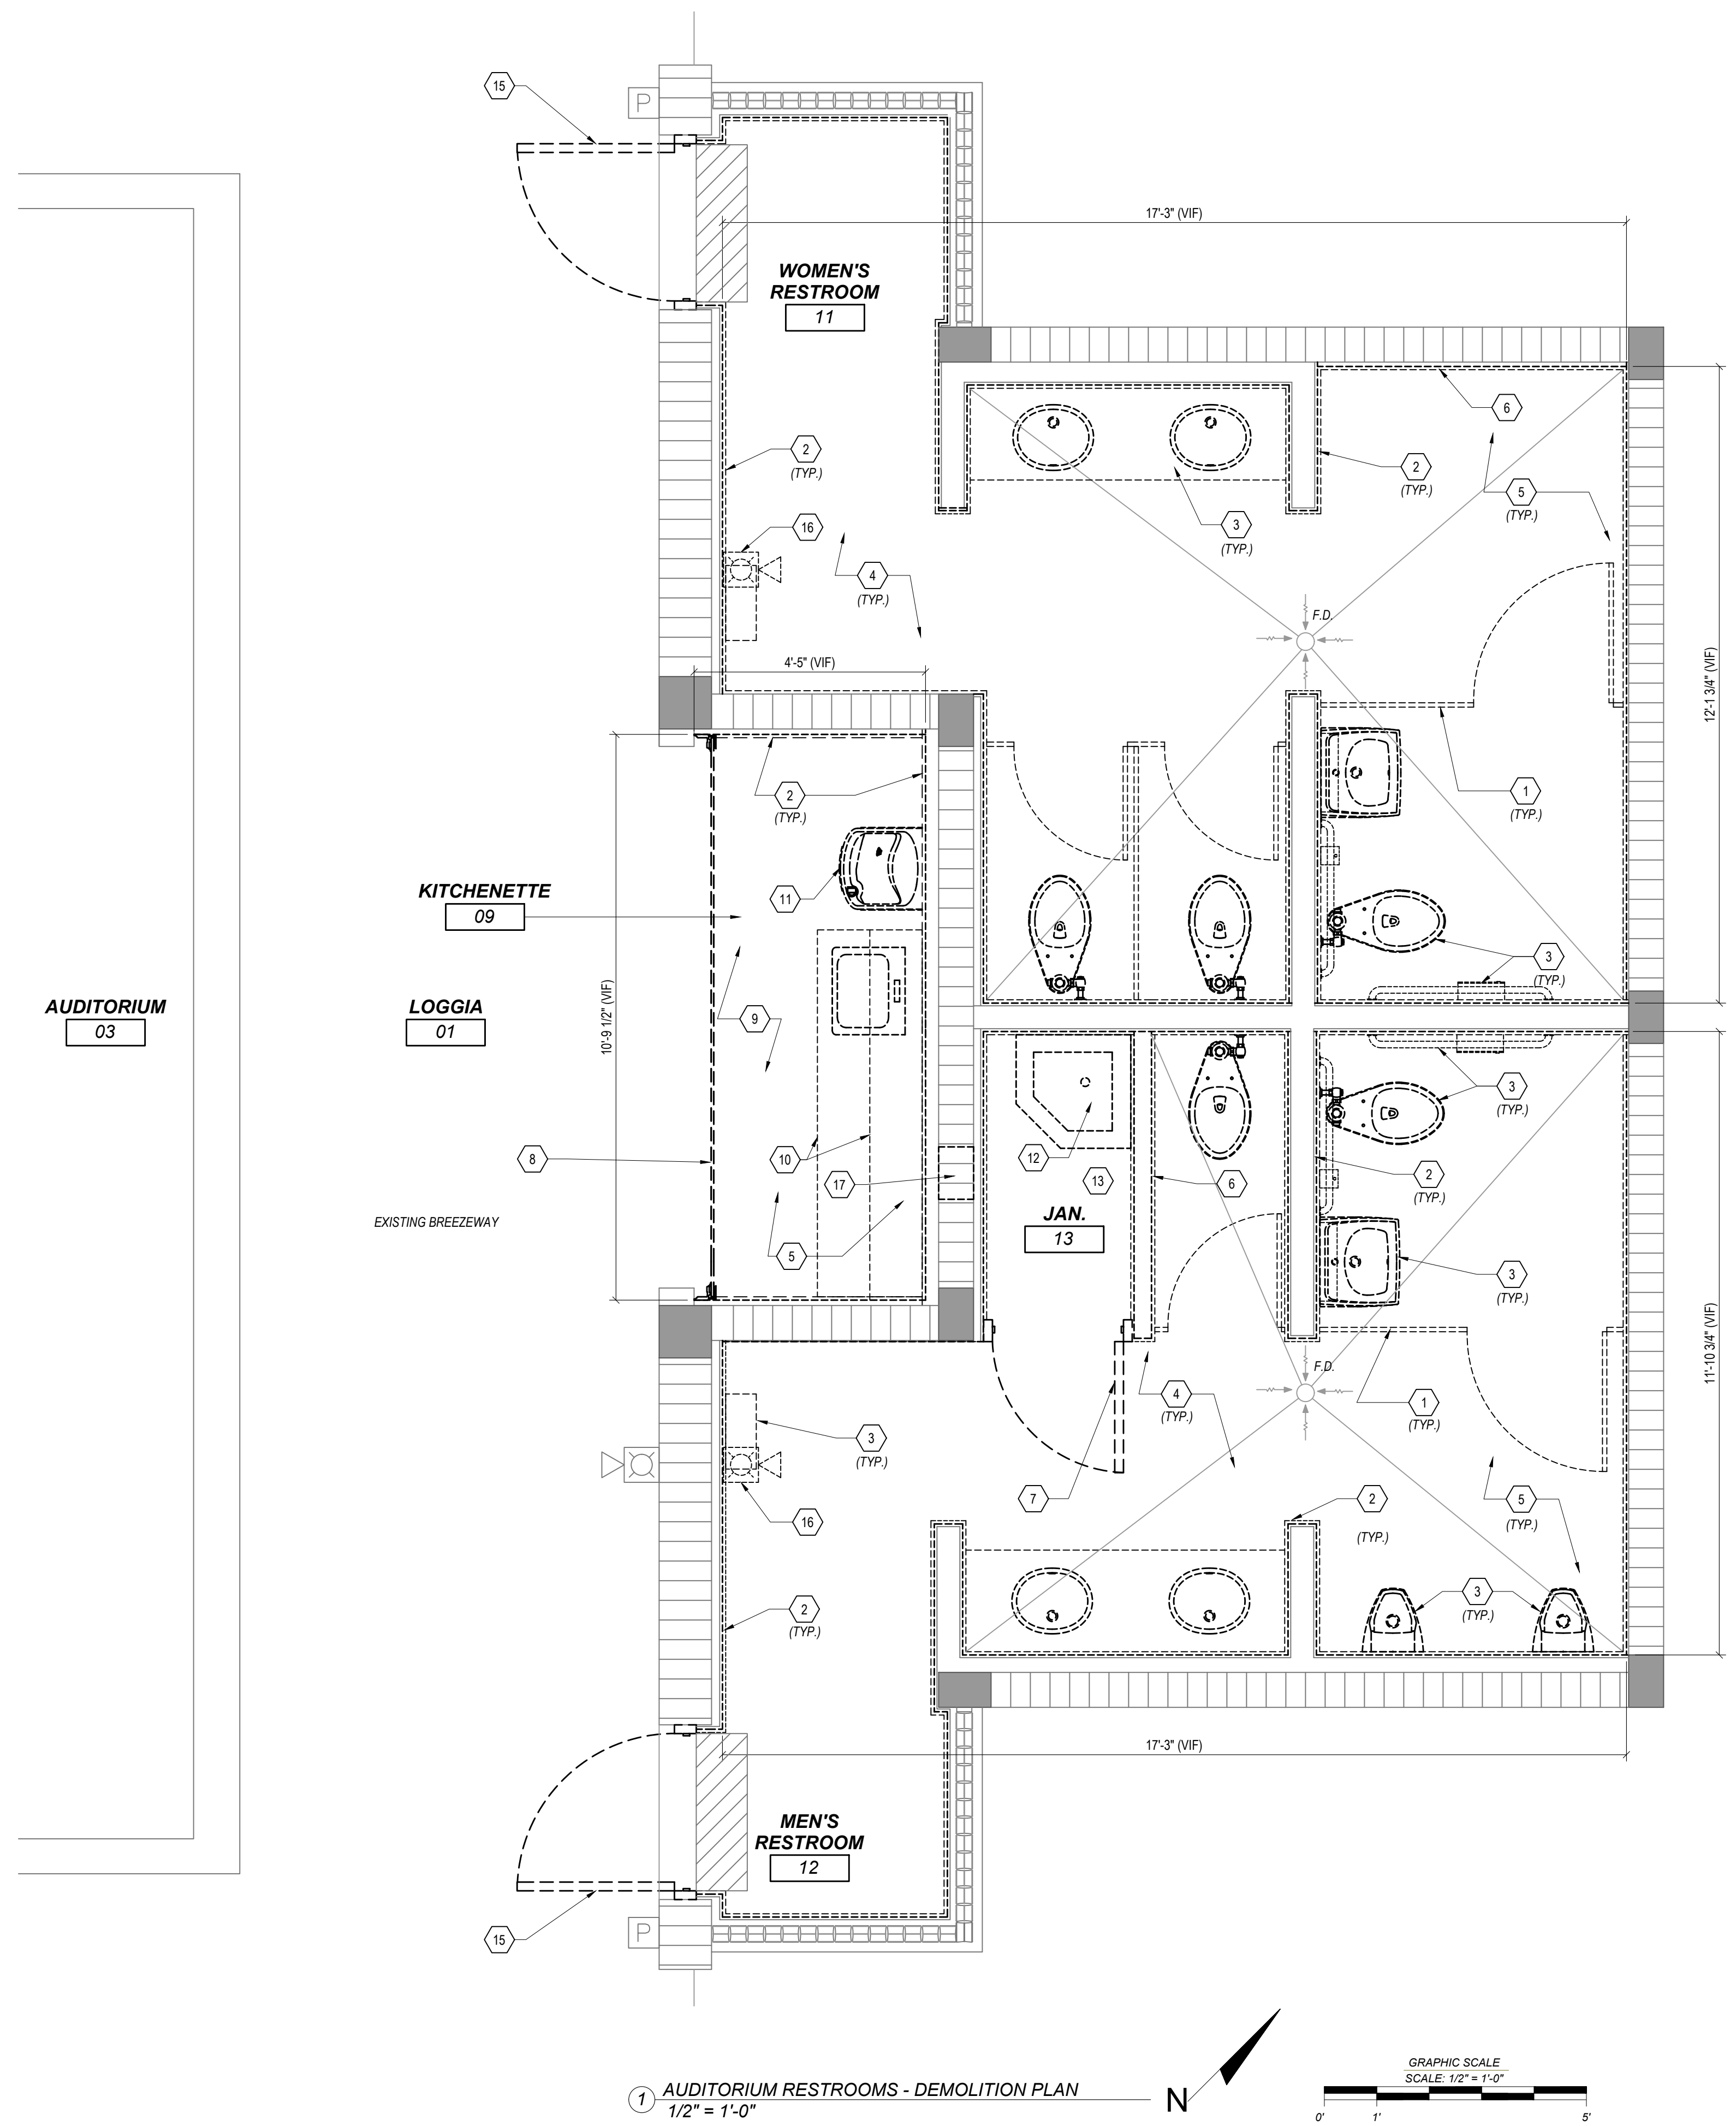 15
P
17'-3" (VIF)
WOMEN'S
RESTROOM
11
6
2
(TYP.)
2
(TYP.)
5
(TYP.)
3
(TYP.)
16
4
(TYP.)
F.D.
4'-5" (VIF)
12'-1 3/4" (VIF)
2
(TYP.)
1
(TYP.)
KITCHENETTE
09
11
3
(TYP.)
AUDITORIUM
03
LOGGIA
01
9
10'-9 1/2" (VIF)
3
(TYP.)
8
10
12
17
13
2
(TYP.)
6
JAN.
13
EXISTING BREEZEWAY
5
3
(TYP.)
F.D.
11'-10 3/4" (VIF)
4
(TYP.)
1
(TYP.)
3
(TYP.)
7
2
(TYP.)
5
(TYP.)
16
2
(TYP.)
3
(TYP.)
17'-3" (VIF)
MEN'S
RESTROOM
12
P
15
1
AUDITORIUM RESTROOMS - DEMOLITION PLAN
1/2" = 1'-0"
N
GRAPHIC SCALE
SCALE: 1/2" = 1'-0"
0' 1' 5'